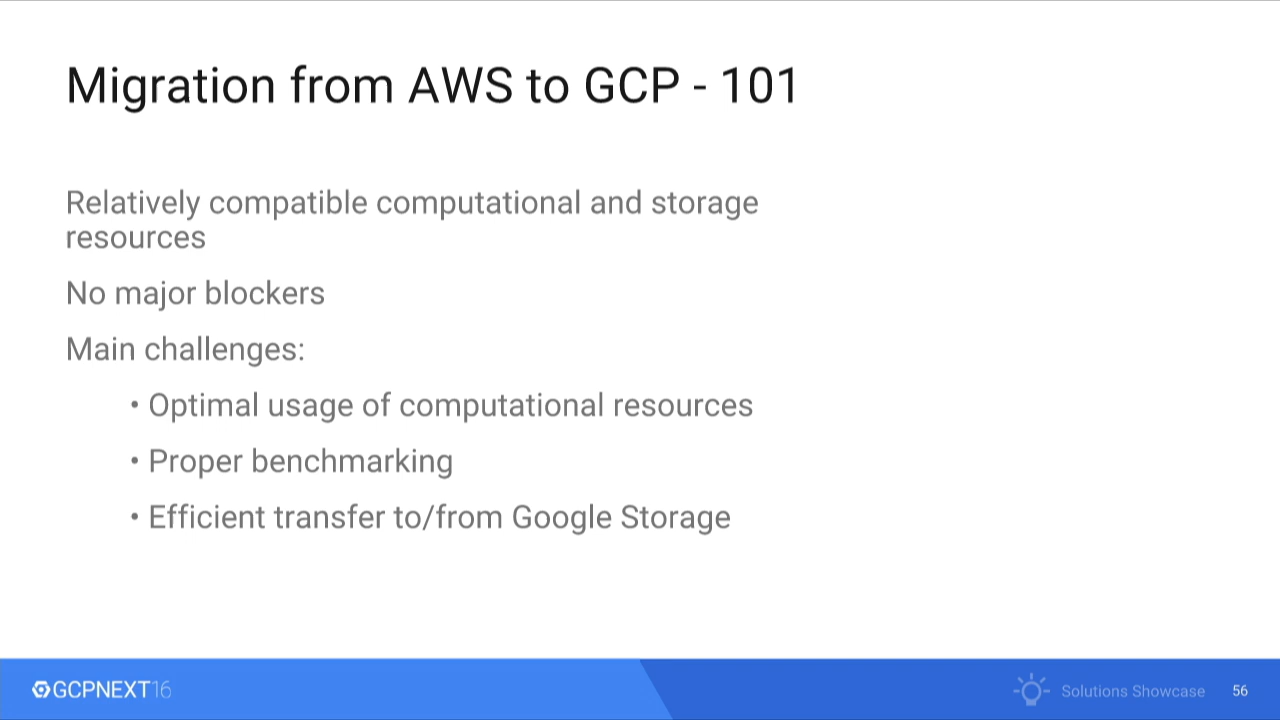 Migration from AWS to GCP - 101
Relatively compatible computational and storage
resources
No major blockers
Main challenges:
• Optimal usage of computational resources
• Proper benchmarking
• Efficient transfer to/from Google Storage
GCPNEXT16
Solutions Showcase
56